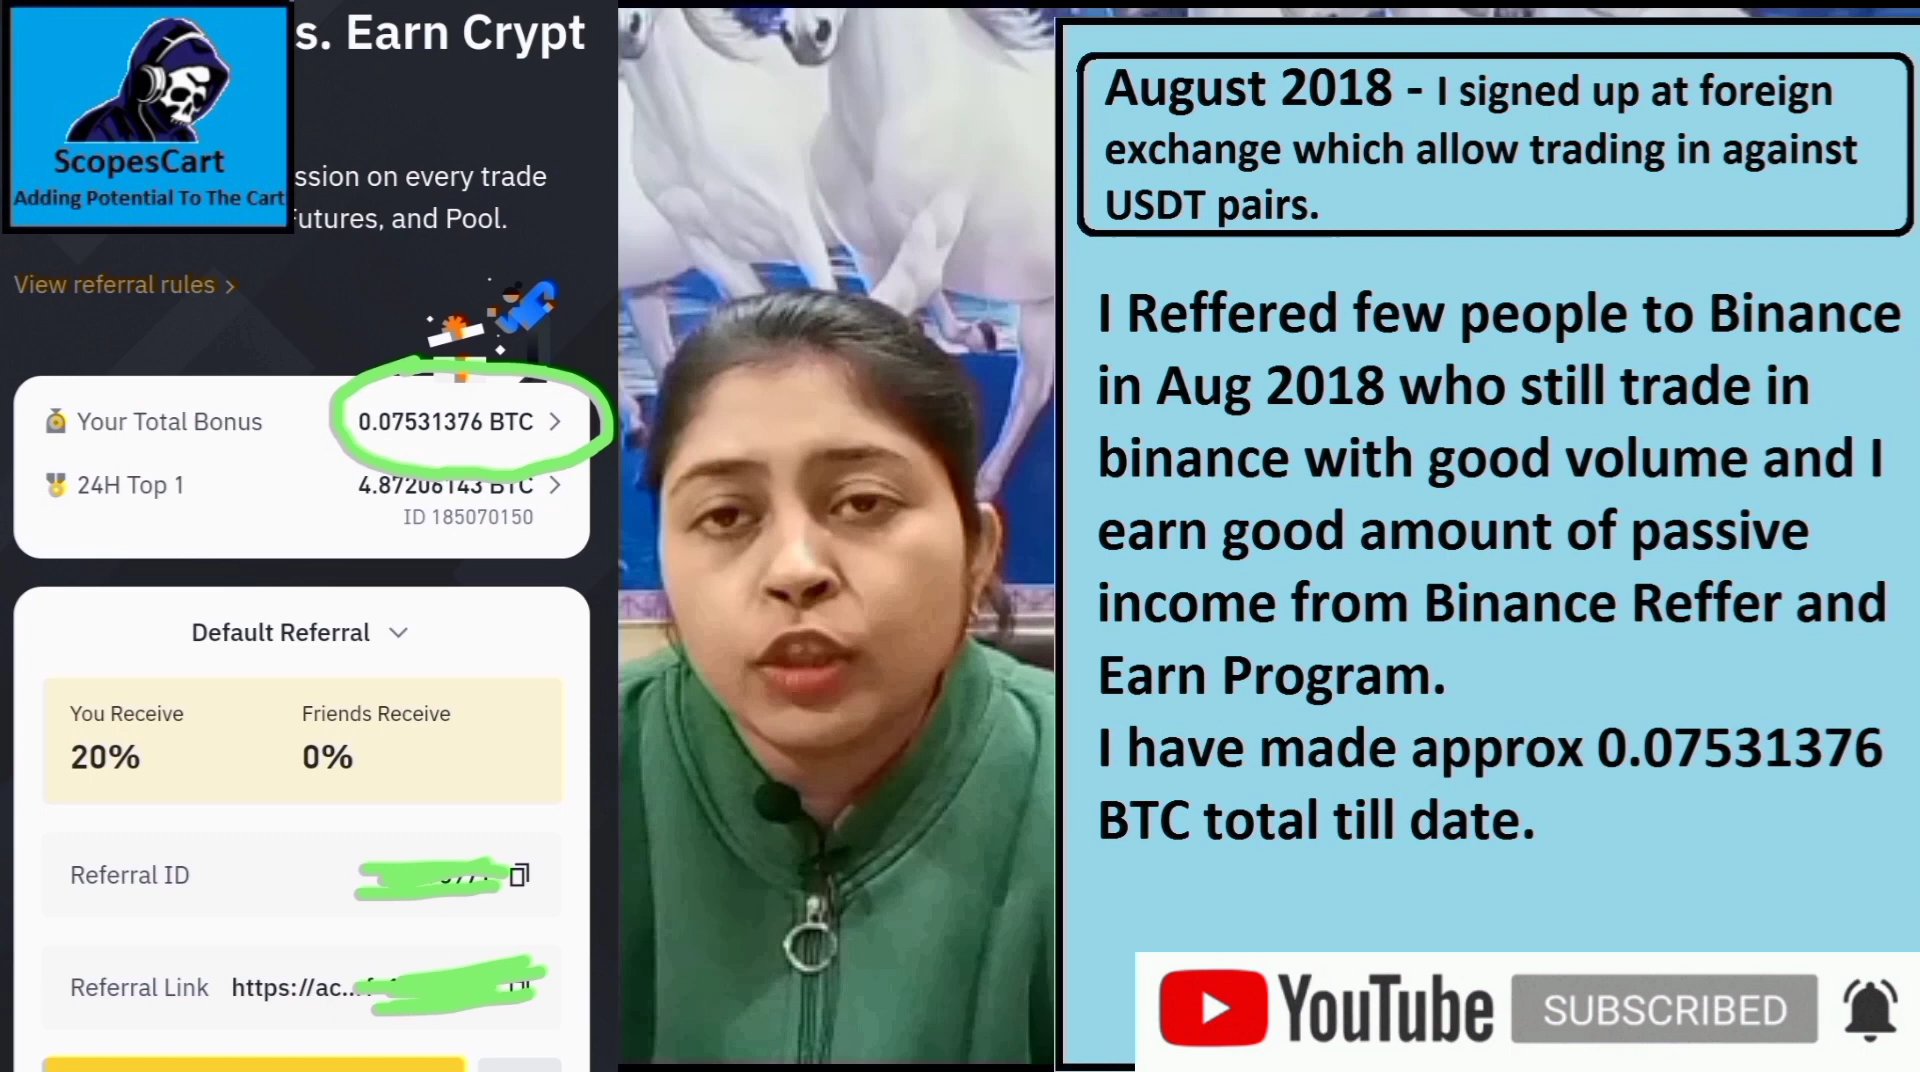 s. Earn Crypt
ScopesCart
Adding Potential To The Cart
ssion on every trade
Futures, and Pool.
View referral rules >
Your Total Bonus 0.07531376 BTC >
24H Top 1 4.87206143 BTC >
ID 185070150
Default Referral
You Receive Friends Receive
20% 0%
Referral ID
Referral Link https://ac...
August 2018 - I signed up at foreign
exchange which allow trading in against
USDT pairs.
I Reffered few people to Binance
in Aug 2018 who still trade in
binance with good volume and I
earn good amount of passive
income from Binance Reffer and
Earn Program.
I have made approx 0.07531376
BTC total till date.
YouTube SUBSCRIBED